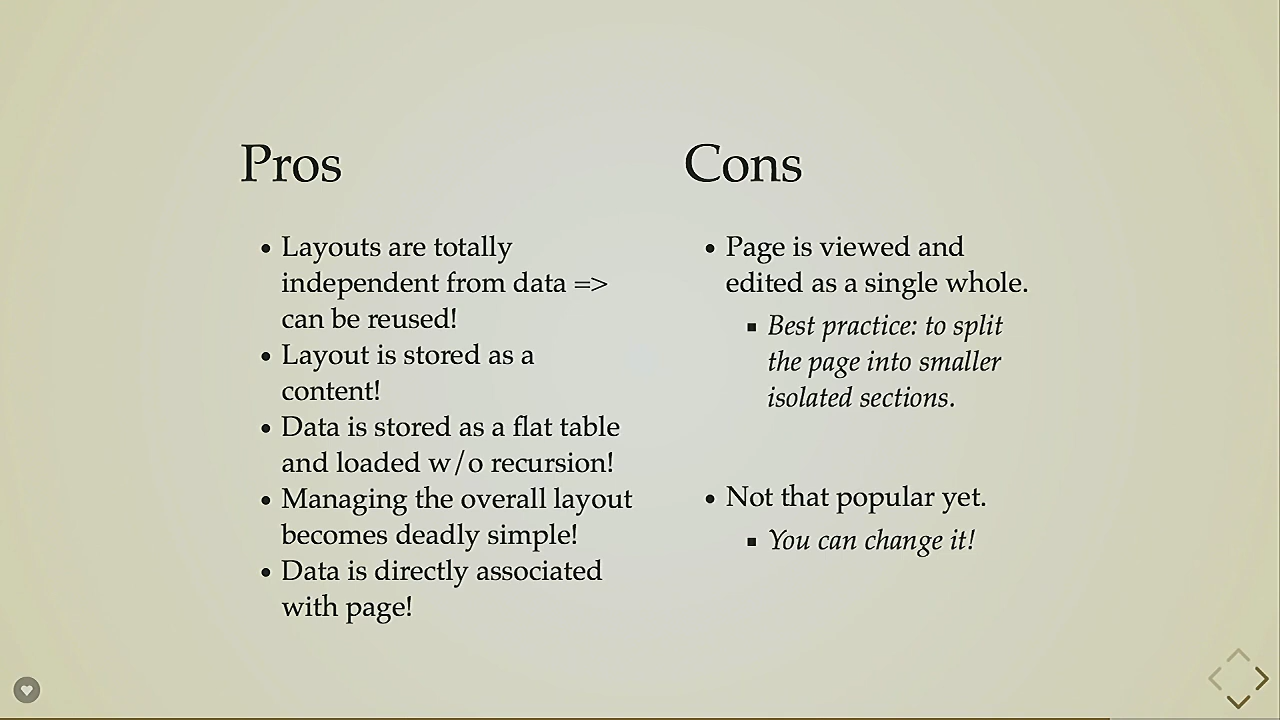 Pros
• Layouts are totally
independent from data =>
can be reused!
• Layout is stored as a
content!
• Data is stored as a flat table
and loaded w/o recursion!
• Managing the overall layout
becomes deadly simple!
• Data is directly associated
with page!
Cons
• Page is viewed and
edited as a single whole.
▪ Best practice: to split
the page into smaller
isolated sections.
• Not that popular yet.
▪ You can change it!